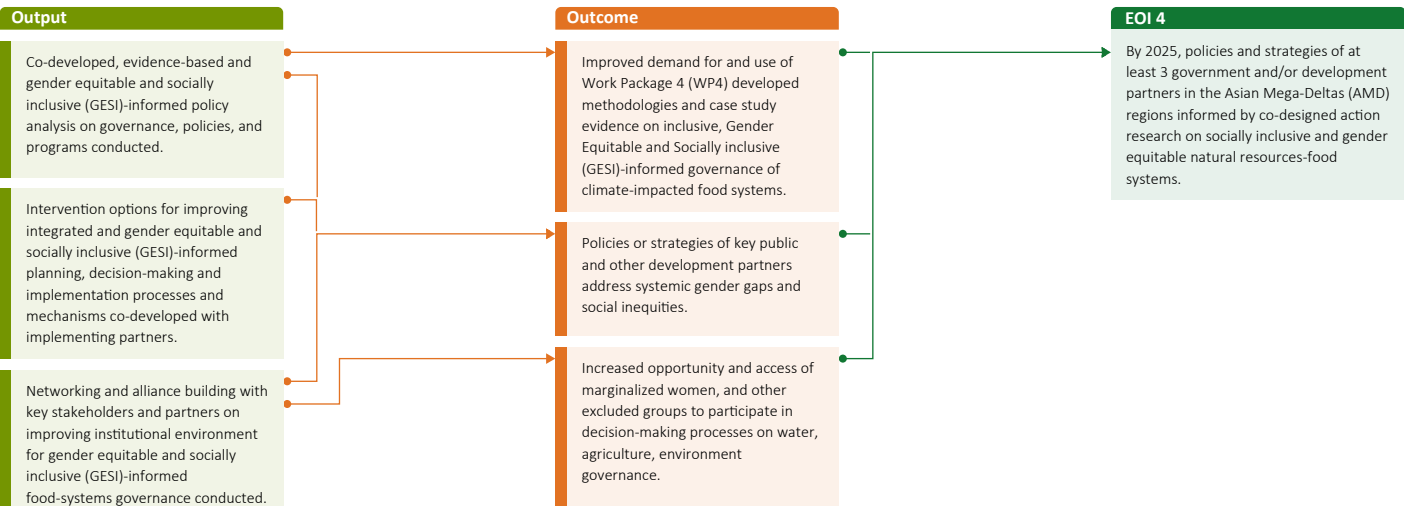 Output
Co-developed, evidence-based and
gender equitable and socially
inclusive (GESI)-informed policy
analysis on governance, policies, and
programs conducted.
Intervention options for improving
integrated and gender equitable and
socially inclusive (GESI)-informed
planning, decision-making and
implementation processes and
mechanisms co-developed with
implementing partners.
Networking and alliance building with
key stakeholders and partners on
improving institutional environment
for gender equitable and socially
inclusive (GESI)-informed
food-systems governance conducted.
Outcome
Improved demand for and use of
Work Package 4 (WP4) developed
methodologies and case study
evidence on inclusive, Gender
Equitable and Socially inclusive
(GESI)-informed governance of
climate-impacted food systems.
Policies or strategies of key public
and other development partners
address systemic gender gaps and
social inequities.
Increased opportunity and access of
marginalized women, and other
excluded groups to participate in
decision-making processes on water,
agriculture, environment
governance.
EOI 4
By 2025, policies and strategies of at
least 3 government and/or development
partners in the Asian Mega-Deltas (AMD)
regions informed by co-designed action
research on socially inclusive and gender
equitable natural resources-food
systems.